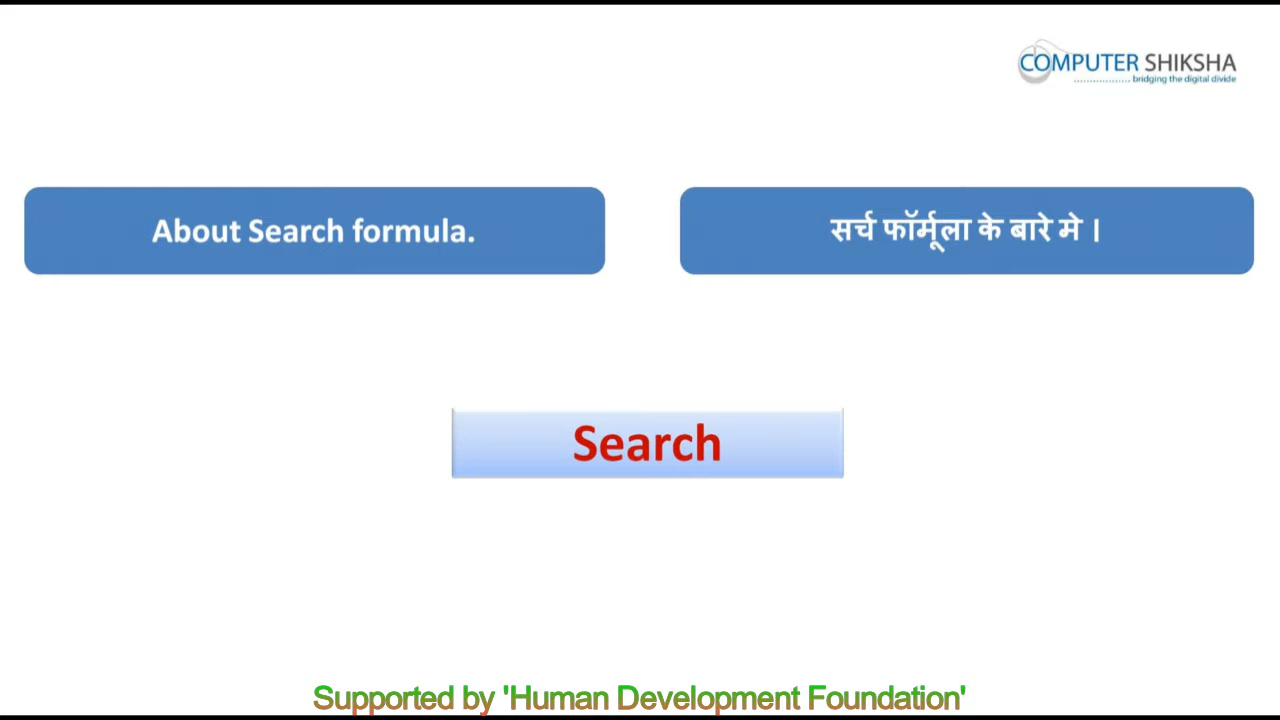 COMPUTER SHIKSHA
.................. bridging the digital divide
About Search formula.
सर्च फॉर्मूला के बारे मे ।
Search
Supported by 'Human Development Foundation'